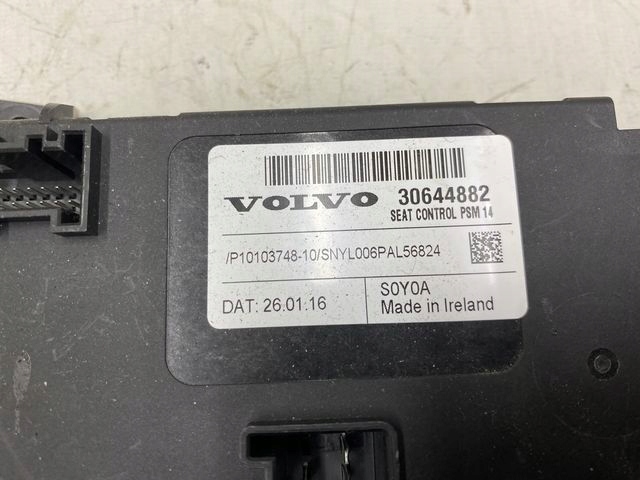 VOLVO 30644882
SEAT CONTROL PSM 14
/P10103748-10/SNYL006PAL56824
DAT: 26.01.16
S0Y0A
Made in Ireland